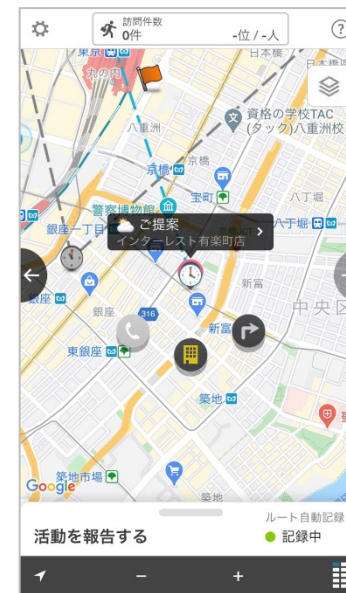 訪問件数
0件
-位 / -人
?
東京
日本橋
丸の内
八重洲
資格の学校TAC
(タック)八重洲校
京橋
京橋
宝町
八丁堀
警察博物館
ご提案
インターレスト有楽町店
銀座一丁目
八丁堀
新富
銀座
銀座
316
中央区
新富
東銀座
築地
築地市場
Google
築地
ルート自動記録
活動を報告する
記録中